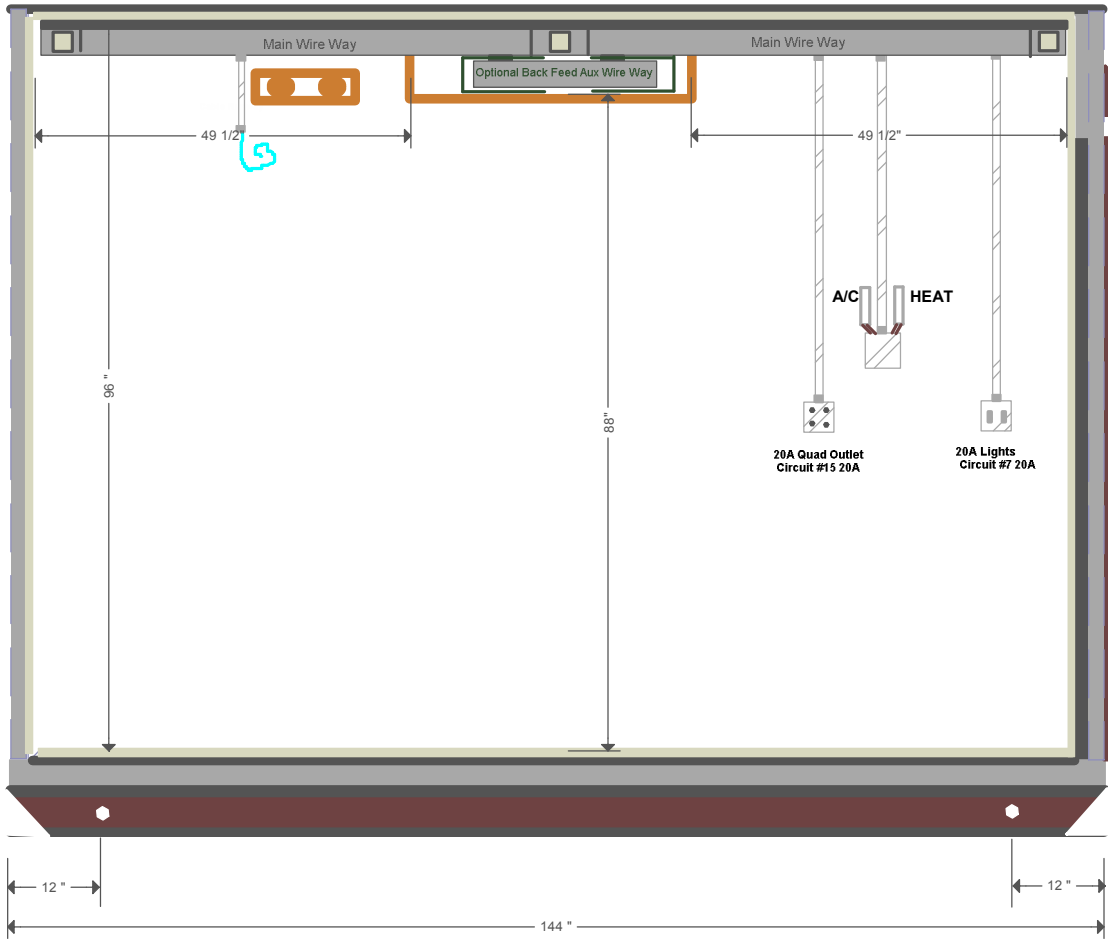 Main Wire Way
Main Wire Way
Optional Back Feed Aux Wire Way
49 1/2"
49 1/2"
A/C
HEAT
96 "
88"
20A Quad Outlet
Circuit #15 20A
20A Lights
Circuit #7 20A
12 "
12 "
144 "